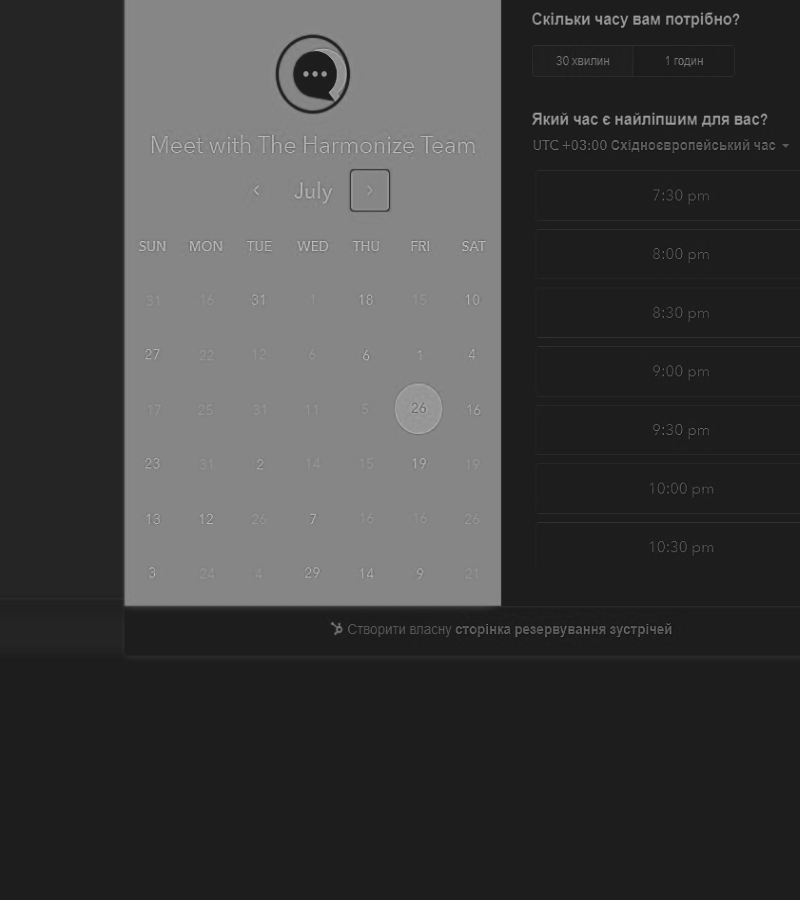 Meet with The Harmonize Team
July
SUN MON TUE WED THU FRI SAT
31 16 31 1 18 15 10
27 22 12 6 6 1 4
17 25 31 11 5 26 16
23 31 2 14 15 19 19
13 12 26 7 16 16 26
3 24 4 29 14 9 21
Скільки часу вам потрібно?
30 хвилин 1 годин
Який час є найліпшим для вас?
UTC +03:00 Східноєвропейський час
7:30 pm
8:00 pm
8:30 pm
9:00 pm
9:30 pm
10:00 pm
10:30 pm
Створити власну сторінка резервування зустрічей